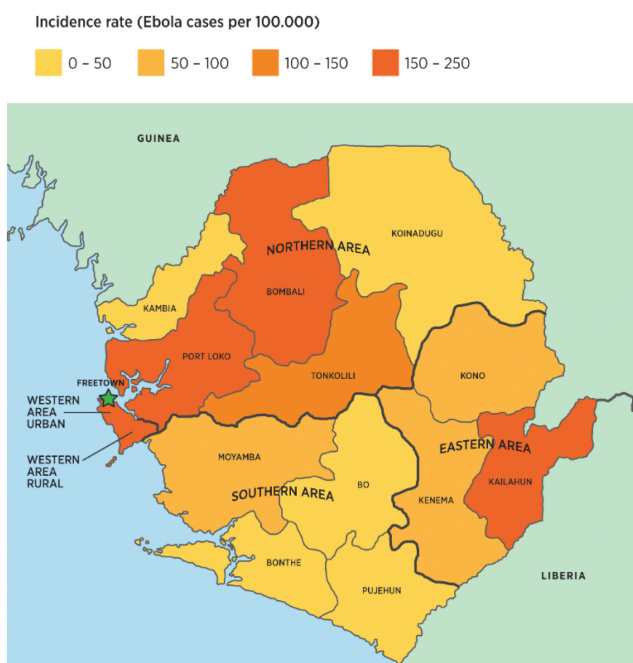 Incidence rate (Ebola cases per 100.000)
0 – 50
50 – 100
100 – 150
150 – 250
GUINEA
KOINADUGU
NORTHERN AREA
BOMBALI
KAMBIA
PORT LOKO
TONKOLILI
KONO
FREETOWN
WESTERN
AREA
URBAN
WESTERN
AREA
RURAL
MOYAMBA
EASTERN AREA
KAILAHUN
SOUTHERN AREA
BO
KENEMA
BONTHE
PUJEHUN
LIBERIA